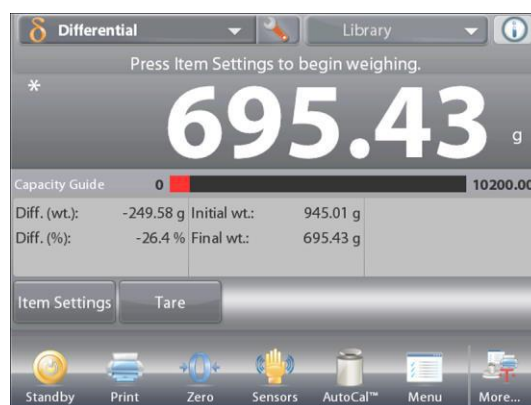 δ Differential Library
Press Item Settings to begin weighing.
* 695.43 g
Capacity Guide 0 10200.00
Diff. (wt.): -249.58 g Initial wt.: 945.01 g
Diff. (%): -26.4 % Final wt.: 695.43 g
Item Settings Tare
Standby Print Zero Sensors AutoCal™ Menu More...